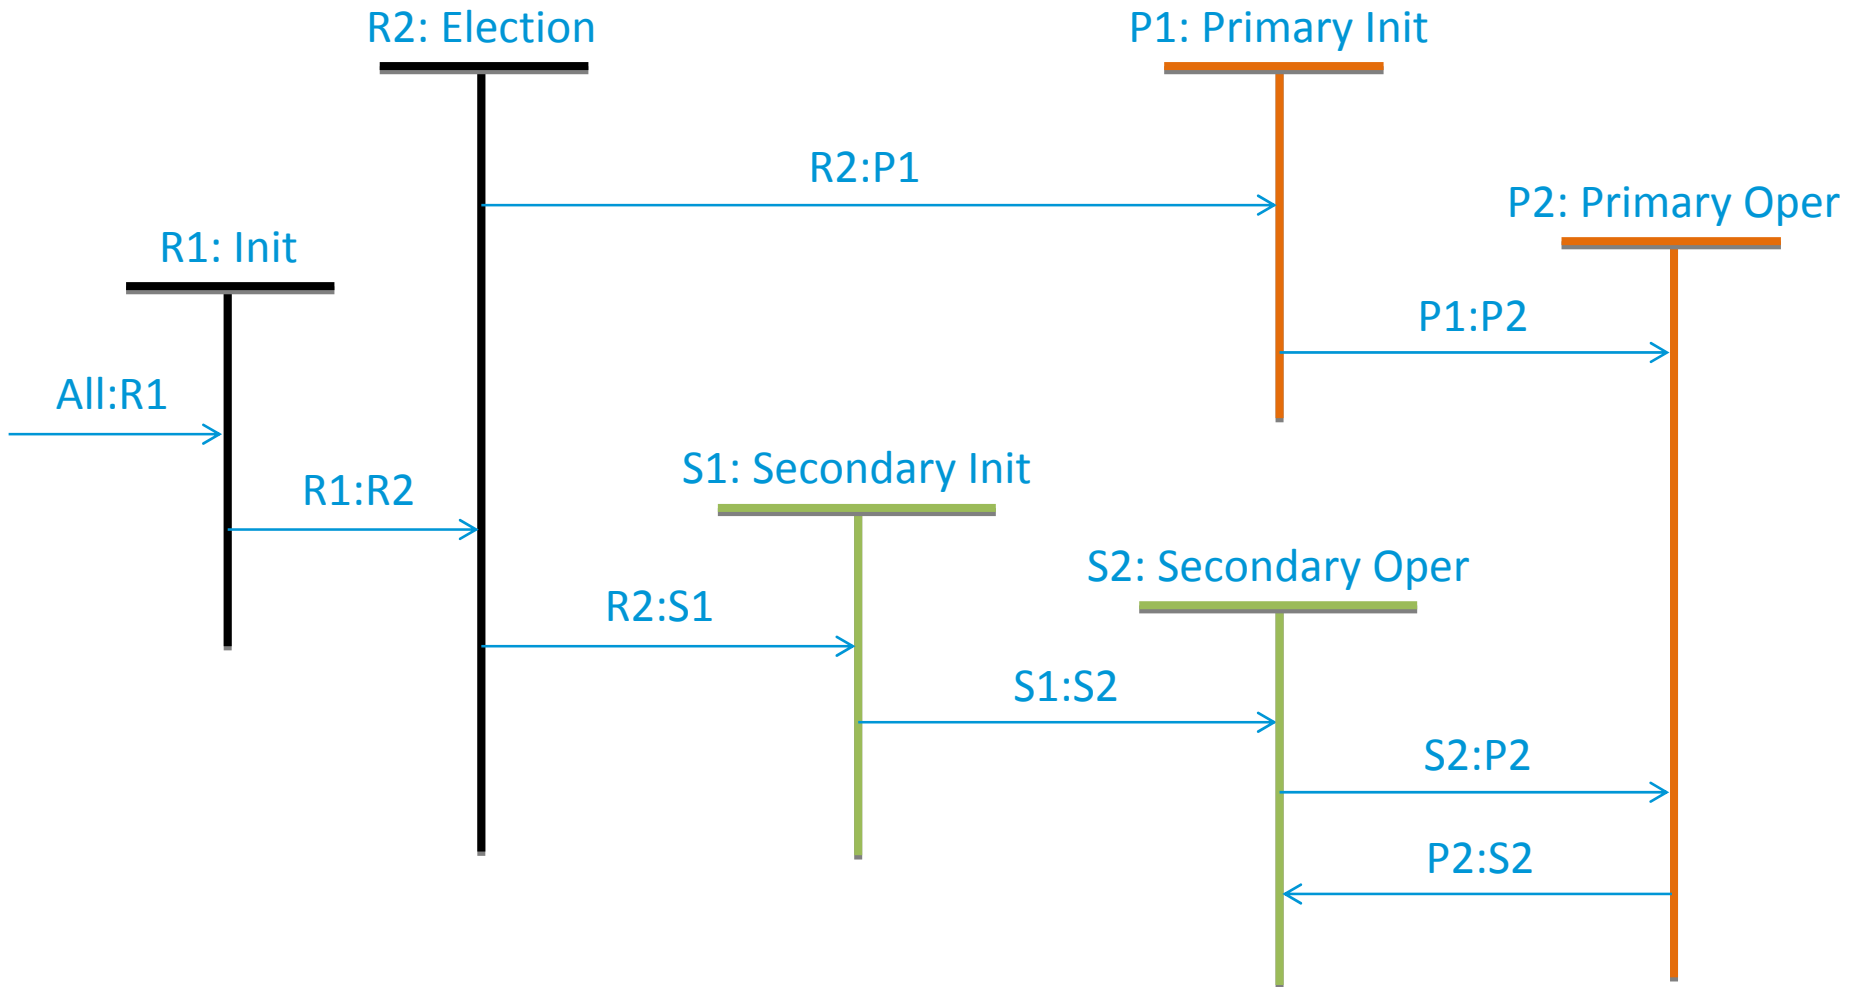 R2: Election
P1: Primary Init
R2:P1
P2: Primary Oper
R1: Init
P1:P2
All:R1
S1: Secondary Init
R1:R2
S2: Secondary Oper
R2:S1
S1:S2
S2:P2
P2:S2